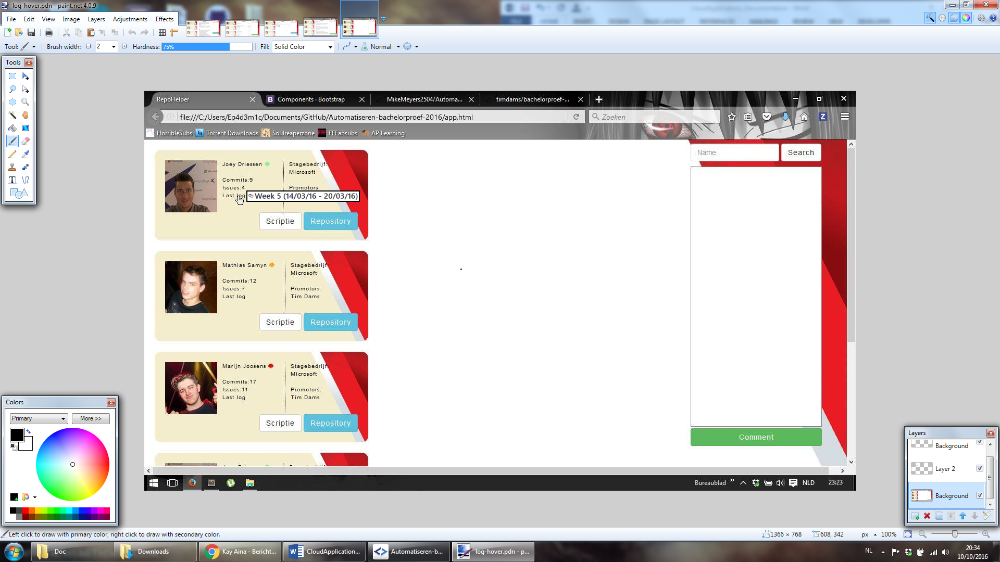 log-hover.pdn - paint.net 4.0.9
File Edit View Image Layers Adjustments Effects
Tool: Brush width: 2 Hardness: 75% Fill: Solid Color Normal
Tools
RepoHelper
Components · Bootstrap
MikeMeyers2504/Automa...
timdams/bachelorproef-...
file:///C:/Users/Ep4d3m1c/Documents/GitHub/Automatiseren-bachelorproef-2016/app.html
Zoeken
HorribleSubs Torrent Downloads Soulreaperzone FFFansubs AP Learning
Name
Search
Joey Driessen
Commits:9
Issues:4
Last log
Week 5 (14/03/16 - 20/03/16)
Stagebedrijf:
Microsoft
Promotors:
Scriptie
Repository
Mathias Samyn
Commits:12
Issues:7
Last log
Stagebedrijf:
Microsoft
Promotors:
Tim Dams
Scriptie
Repository
Marijn Joosens
Commits:17
Issues:11
Last log
Stagebedrijf:
Microsoft
Promotors:
Tim Dams
Scriptie
Repository
Comment
Bureaublad NLD 23:23
Colors
Primary
More >>
Layers
Background
Layer 2
Background
Left click to draw with primary color, right click to draw with secondary color.
1366 × 768 608, 342 px 100%
Doc
Downloads
Kay Aina - Bericht...
CloudApplication...
Automatiseren-b...
log-hover.pdn - p...
NL
20:34
10/10/2016